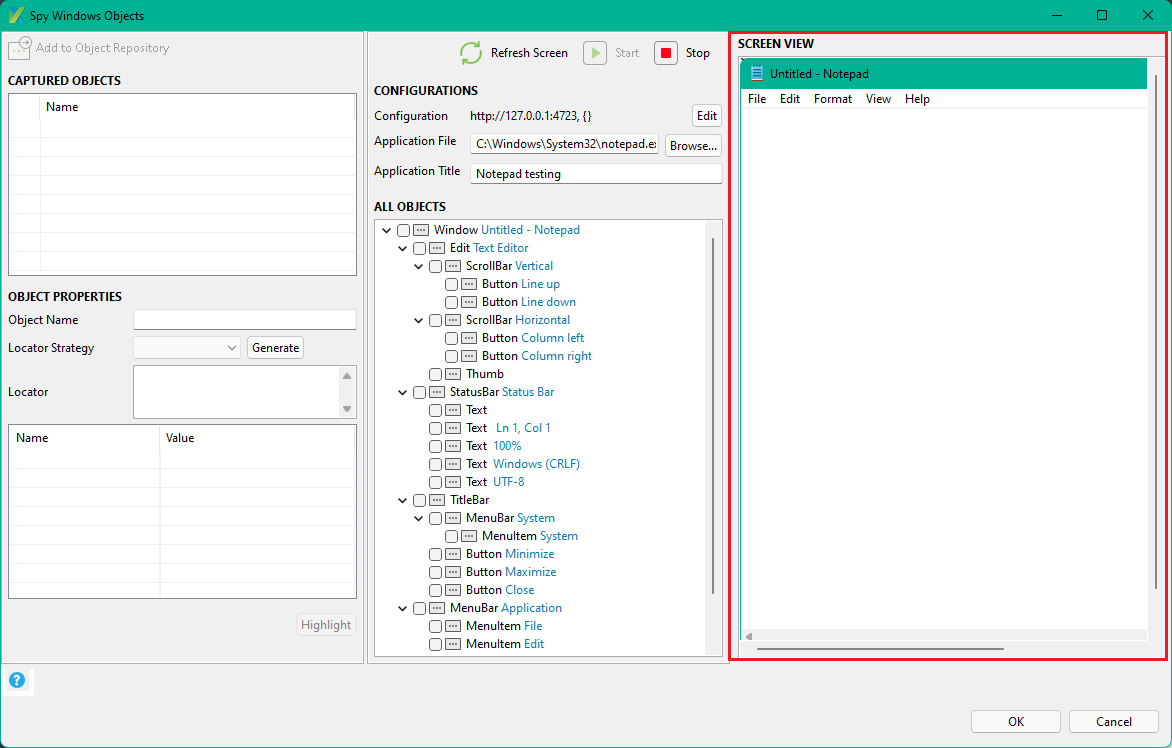 Spy Windows Objects
Add to Object Repository
CAPTURED OBJECTS
Name
OBJECT PROPERTIES
Object Name
Locator Strategy
Generate
Locator
Name Value
Highlight
Refresh Screen Start Stop
CONFIGURATIONS
Configuration http://127.0.0.1:4723, {} Edit
Application File C:\Windows\System32\notepad.e Browse...
Application Title Notepad testing
ALL OBJECTS
Window Untitled - Notepad
Edit Text Editor
ScrollBar Vertical
Button Line up
Button Line down
ScrollBar Horizontal
Button Column left
Button Column right
Thumb
StatusBar Status Bar
Text
Text Ln 1, Col 1
Text 100%
Text Windows (CRLF)
Text UTF-8
TitleBar
MenuBar System
MenuItem System
Button Minimize
Button Maximize
Button Close
MenuBar Application
MenuItem File
MenuItem Edit
SCREEN VIEW
Untitled - Notepad
File Edit Format View Help
?
OK Cancel